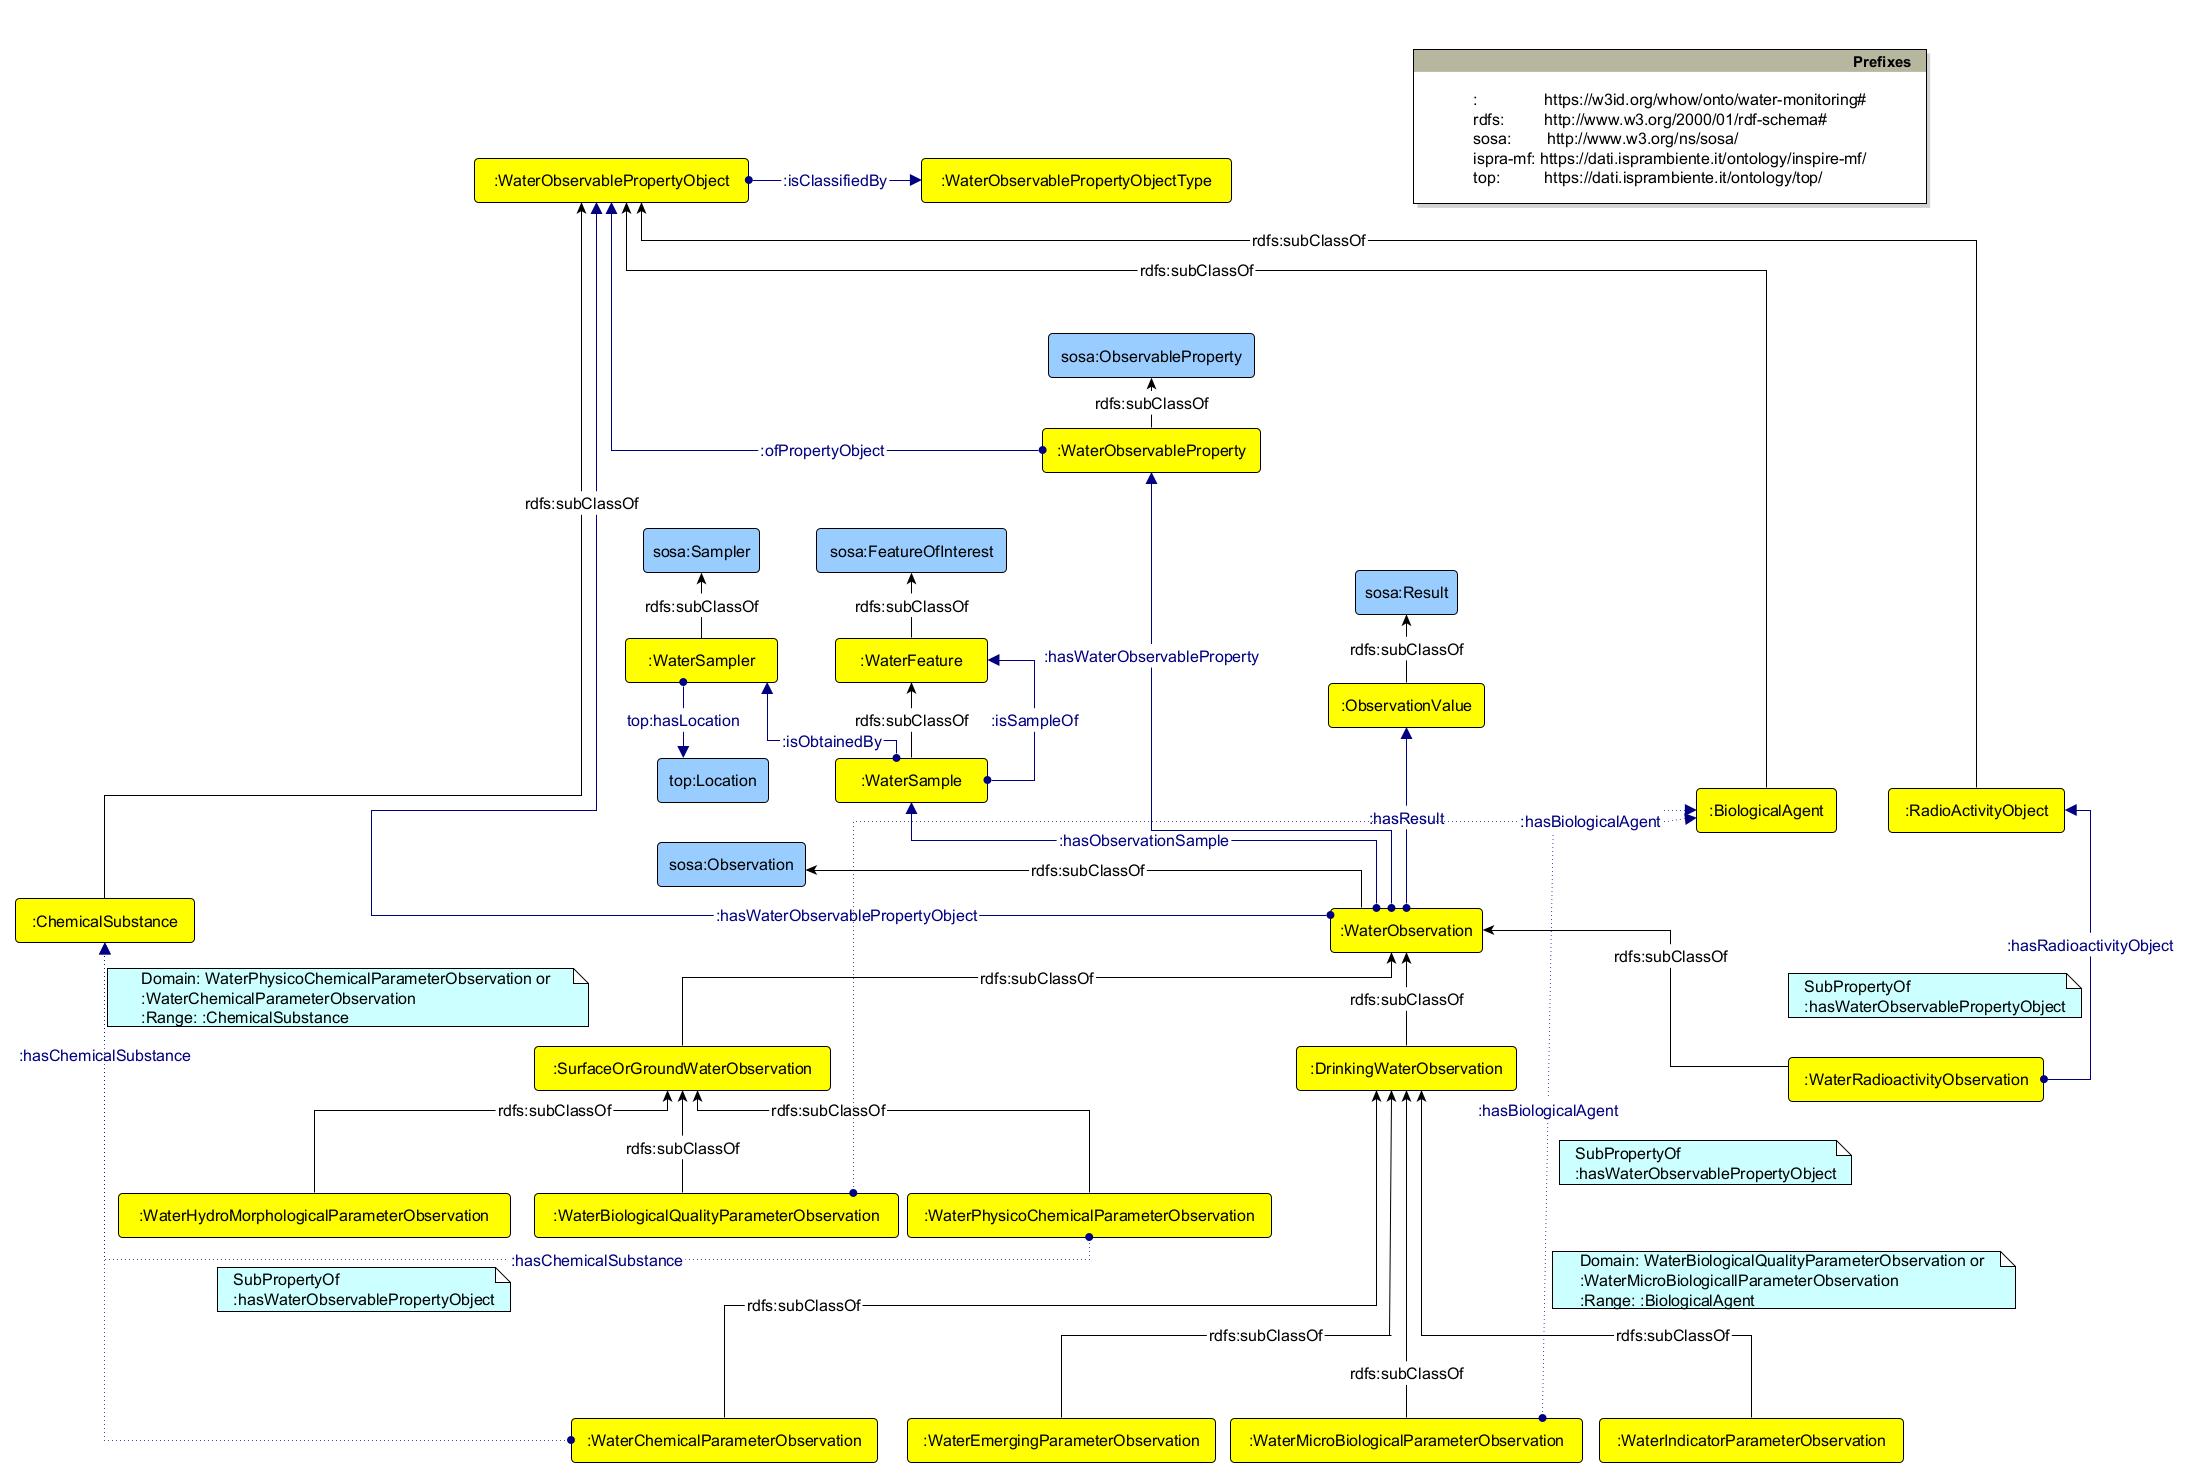 Prefixes
: https://w3id.org/whow/onto/water-monitoring#
rdfs: http://www.w3.org/2000/01/rdf-schema#
sosa: http://www.w3.org/ns/sosa/
ispra-mf: https://dati.isprambiente.it/ontology/inspire-mf/
top: https://dati.isprambiente.it/ontology/top/
:WaterObservablePropertyObject
:isClassifiedBy
:WaterObservablePropertyObjectType
rdfs:subClassOf
rdfs:subClassOf
sosa:ObservableProperty
rdfs:subClassOf
:ofPropertyObject
:WaterObservableProperty
rdfs:subClassOf
sosa:Sampler
sosa:FeatureOfInterest
sosa:Result
rdfs:subClassOf
rdfs:subClassOf
rdfs:subClassOf
:WaterSampler
:WaterFeature
:hasWaterObservableProperty
:ObservationValue
top:hasLocation
rdfs:subClassOf
:isSampleOf
:isObtainedBy
top:Location
:WaterSample
:BiologicalAgent
:RadioActivityObject
:hasResult
:hasBiologicalAgent
:hasObservationSample
sosa:Observation
rdfs:subClassOf
:ChemicalSubstance
:hasWaterObservablePropertyObject
:WaterObservation
:hasRadioactivityObject
rdfs:subClassOf
Domain: WaterPhysicoChemicalParameterObservation or
:WaterChemicalParameterObservation
:Range: :ChemicalSubstance
rdfs:subClassOf
rdfs:subClassOf
SubPropertyOf
:hasWaterObservablePropertyObject
:hasChemicalSubstance
:SurfaceOrGroundWaterObservation
:DrinkingWaterObservation
:WaterRadioactivityObservation
rdfs:subClassOf
rdfs:subClassOf
:hasBiologicalAgent
rdfs:subClassOf
SubPropertyOf
:hasWaterObservablePropertyObject
:WaterHydroMorphologicalParameterObservation
:WaterBiologicalQualityParameterObservation
:WaterPhysicoChemicalParameterObservation
:hasChemicalSubstance
Domain: WaterBiologicalQualityParameterObservation or
:WaterMicroBiologicallParameterObservation
:Range: :BiologicalAgent
SubPropertyOf
:hasWaterObservablePropertyObject
rdfs:subClassOf
rdfs:subClassOf
rdfs:subClassOf
rdfs:subClassOf
:WaterChemicalParameterObservation
:WaterEmergingParameterObservation
:WaterMicroBiologicalParameterObservation
:WaterIndicatorParameterObservation